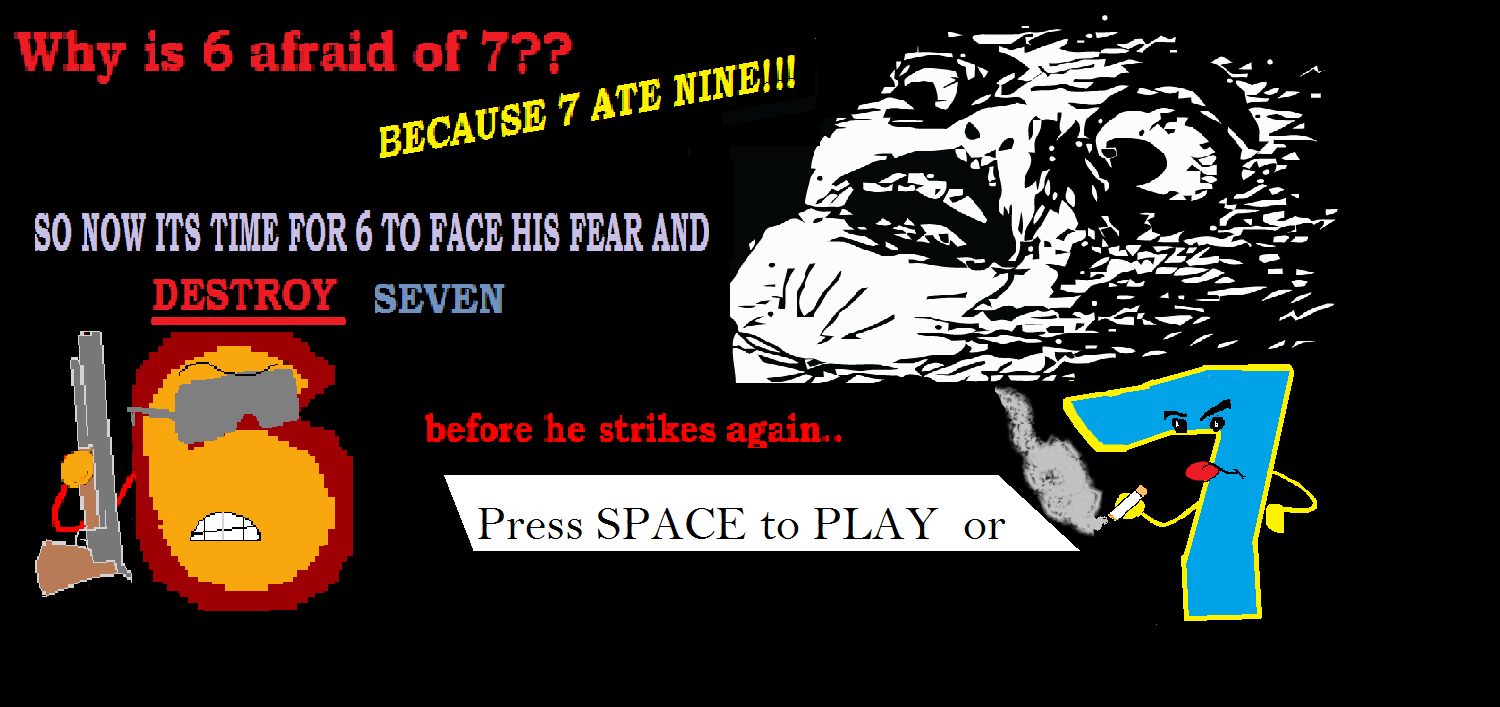 Why is 6 afraid of 7??
BECAUSE 7 ATE NINE!!!
SO NOW ITS TIME FOR 6 TO FACE HIS FEAR AND
DESTROY SEVEN
before he strikes again..
Press SPACE to PLAY or